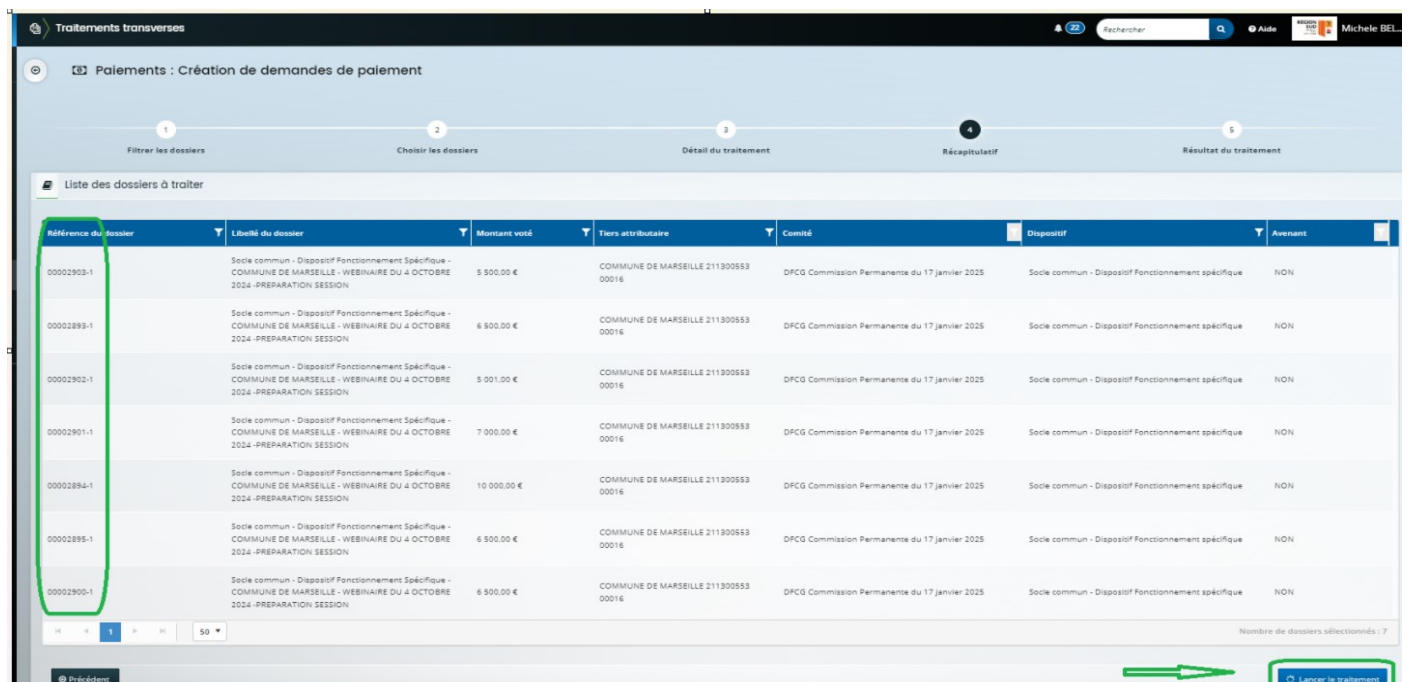 Traitements transverses
22
Rechercher
Aide
REGION
SUD
Michele BEL...
Paiements : Création de demandes de paiement
1
2
3
4
5
Filtrer les dossiers
Choisir les dossiers
Détail du traitement
Récapitulatif
Résultat du traitement
Liste des dossiers à traiter
Référence du dossier Libellé du dossier Montant voté Tiers attributaire Comité Dispositif Avenant
Socle commun - Dispositif Fonctionnement Spécifique -
00002903-1 COMMUNE DE MARSEILLE - WEBINAIRE DU 4 OCTOBRE 5 500,00 € COMMUNE DE MARSEILLE 211300553 DFCG Commission Permanente du 17 janvier 2025 Socle commun - Dispositif Fonctionnement spécifique NON
2024 -PREPARATION SESSION 00016
Socle commun - Dispositif Fonctionnement Spécifique -
00002893-1 COMMUNE DE MARSEILLE - WEBINAIRE DU 4 OCTOBRE 6 500,00 € COMMUNE DE MARSEILLE 211300553 DFCG Commission Permanente du 17 janvier 2025 Socle commun - Dispositif Fonctionnement spécifique NON
2024 -PREPARATION SESSION 00016
Socle commun - Dispositif Fonctionnement Spécifique -
00002902-1 COMMUNE DE MARSEILLE - WEBINAIRE DU 4 OCTOBRE 5 001,00 € COMMUNE DE MARSEILLE 211300553 DFCG Commission Permanente du 17 janvier 2025 Socle commun - Dispositif Fonctionnement spécifique NON
2024 -PREPARATION SESSION 00016
Socle commun - Dispositif Fonctionnement Spécifique -
00002901-1 COMMUNE DE MARSEILLE - WEBINAIRE DU 4 OCTOBRE 7 000,00 € COMMUNE DE MARSEILLE 211300553 DFCG Commission Permanente du 17 janvier 2025 Socle commun - Dispositif Fonctionnement spécifique NON
2024 -PREPARATION SESSION 00016
Socle commun - Dispositif Fonctionnement Spécifique -
00002894-1 COMMUNE DE MARSEILLE - WEBINAIRE DU 4 OCTOBRE 10 000,00 € COMMUNE DE MARSEILLE 211300553 DFCG Commission Permanente du 17 janvier 2025 Socle commun - Dispositif Fonctionnement spécifique NON
2024 -PREPARATION SESSION 00016
Socle commun - Dispositif Fonctionnement Spécifique -
00002895-1 COMMUNE DE MARSEILLE - WEBINAIRE DU 4 OCTOBRE 6 500,00 € COMMUNE DE MARSEILLE 211300553 DFCG Commission Permanente du 17 janvier 2025 Socle commun - Dispositif Fonctionnement spécifique NON
2024 -PREPARATION SESSION 00016
Socle commun - Dispositif Fonctionnement Spécifique -
00002900-1 COMMUNE DE MARSEILLE - WEBINAIRE DU 4 OCTOBRE 6 500,00 € COMMUNE DE MARSEILLE 211300553 DFCG Commission Permanente du 17 janvier 2025 Socle commun - Dispositif Fonctionnement spécifique NON
2024 -PREPARATION SESSION 00016
1
50
Nombre de dossiers sélectionnés : 7
Précédent
Lancer le traitement